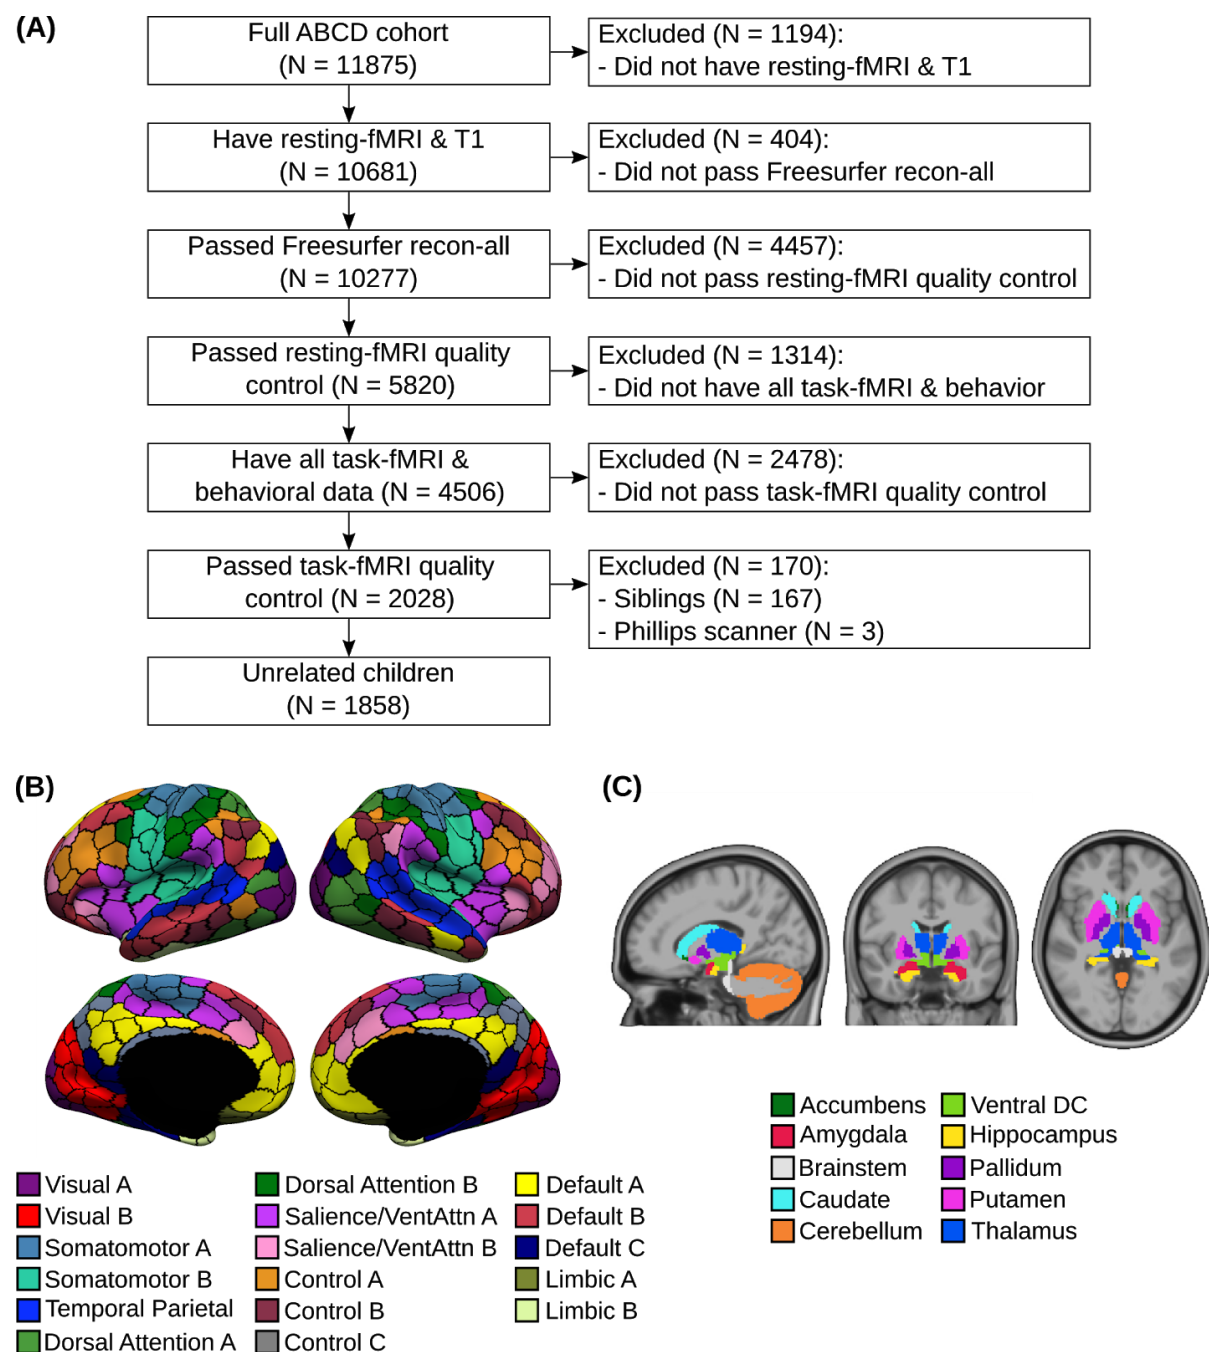 (A)
Full ABCD cohort
(N = 11875)
Excluded (N = 1194):
- Did not have resting-fMRI & T1
Have resting-fMRI & T1
(N = 10681)
Excluded (N = 404):
- Did not pass Freesurfer recon-all
Passed Freesurfer recon-all
(N = 10277)
Excluded (N = 4457):
- Did not pass resting-fMRI quality control
Passed resting-fMRI quality
control (N = 5820)
Excluded (N = 1314):
- Did not have all task-fMRI & behavior
Have all task-fMRI &
behavioral data (N = 4506)
Excluded (N = 2478):
- Did not pass task-fMRI quality control
Passed task-fMRI quality
control (N = 2028)
Excluded (N = 170):
- Siblings (N = 167)
- Phillips scanner (N = 3)
Unrelated children
(N = 1858)
(B)
Visual A
Visual B
Somatomotor A
Somatomotor B
Temporal Parietal
Dorsal Attention A
Dorsal Attention B
Salience/VentAttn A
Salience/VentAttn B
Control A
Control B
Control C
Default A
Default B
Default C
Limbic A
Limbic B
(C)
Accumbens
Amygdala
Brainstem
Caudate
Cerebellum
Ventral DC
Hippocampus
Pallidum
Putamen
Thalamus